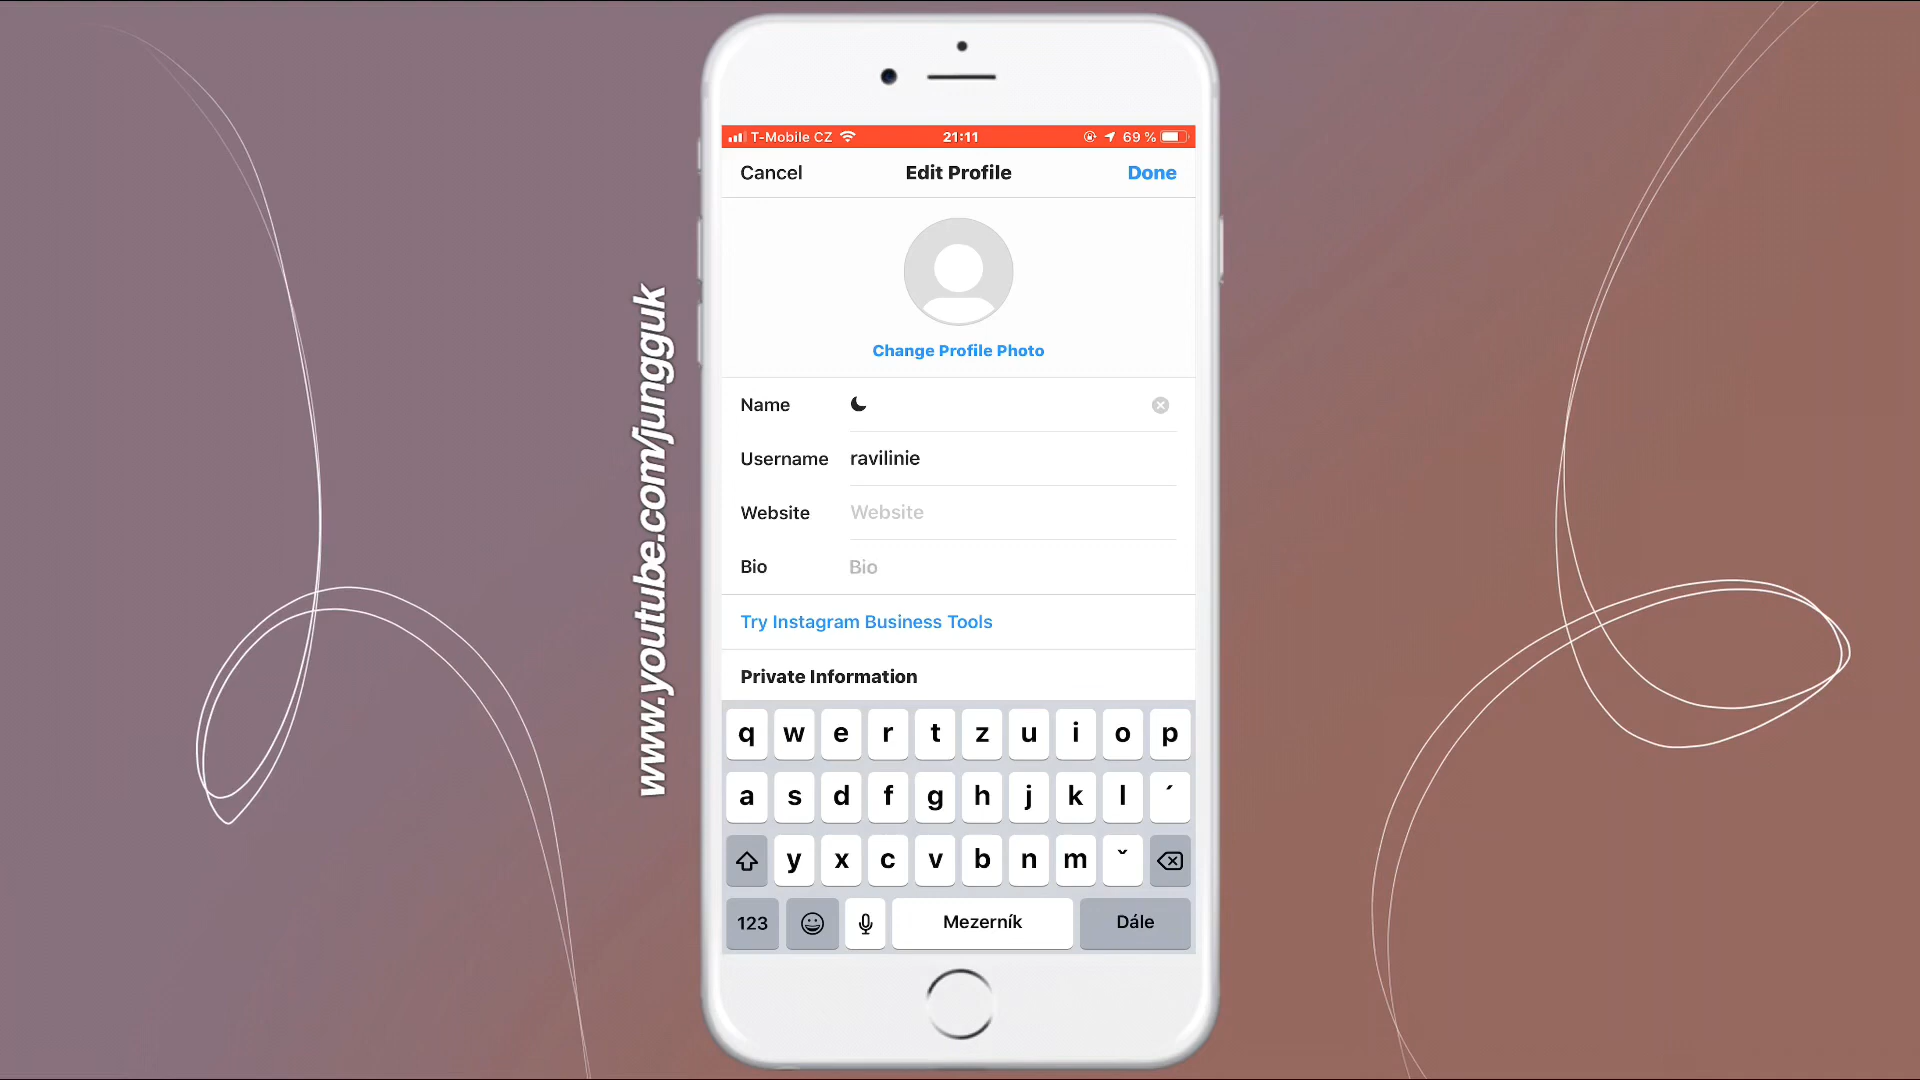 T-Mobile CZ 21:11 69 %
Cancel Edit Profile Done
Change Profile Photo
Name
Username ravilinie
Website Website
Bio Bio
Try Instagram Business Tools
Private Information
q w e r t z u i o p
a s d f g h j k l ´
y x c v b n m ˇ
123 Mezerník Dále
www.youtube.com/jungguk